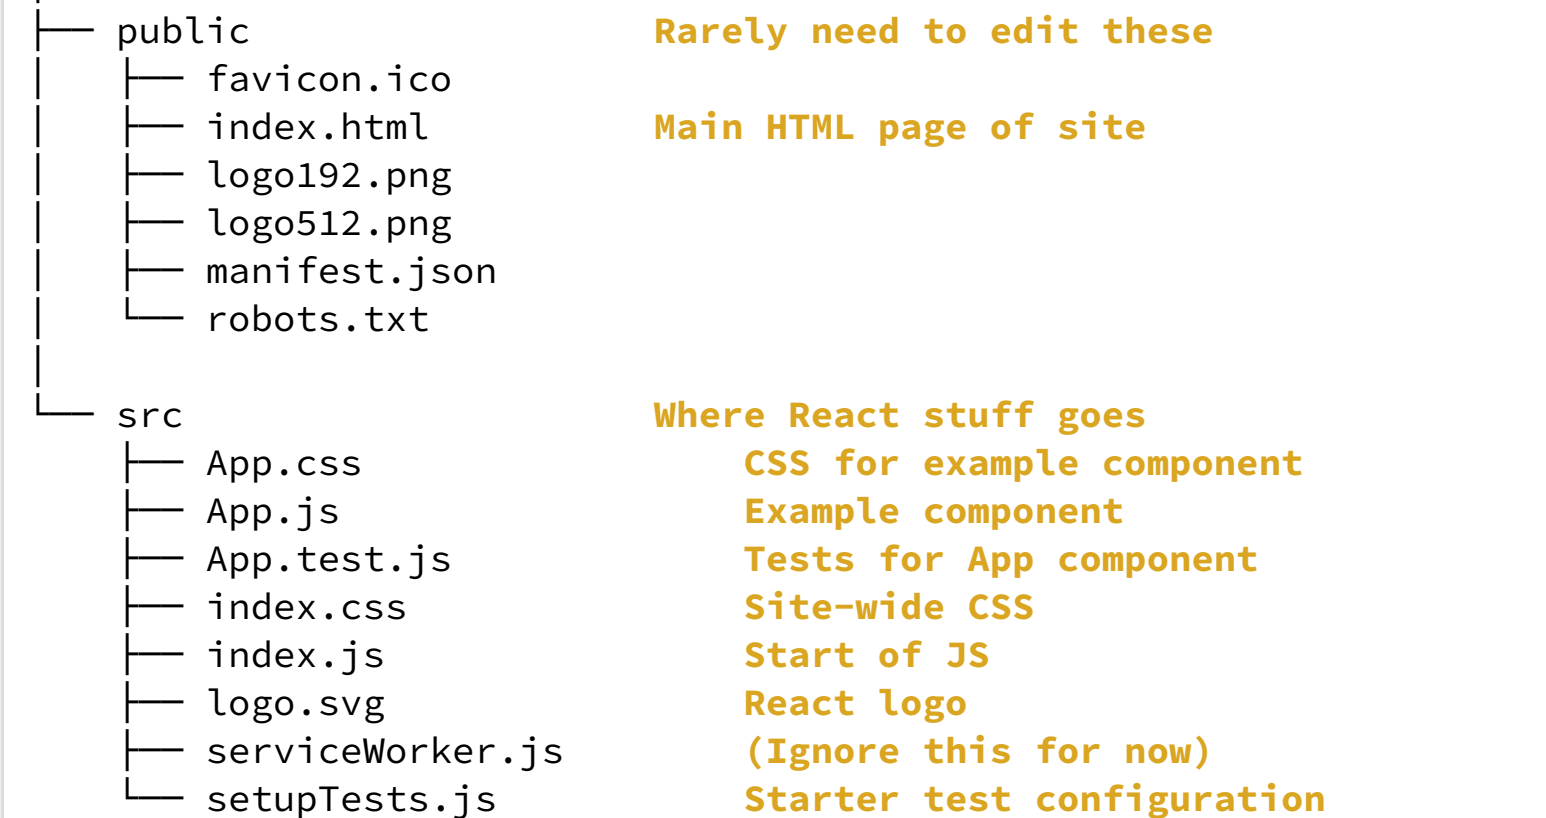 ├── public                        Rarely need to edit these
│   ├── favicon.ico
│   ├── index.html                Main HTML page of site
│   ├── logo192.png
│   ├── logo512.png
│   ├── manifest.json
│   └── robots.txt
│
└── src                           Where React stuff goes
    ├── App.css                       CSS for example component
    ├── App.js                        Example component
    ├── App.test.js                   Tests for App component
    ├── index.css                     Site-wide CSS
    ├── index.js                      Start of JS
    ├── logo.svg                      React logo
    ├── serviceWorker.js              (Ignore this for now)
    └── setupTests.js                 Starter test configuration